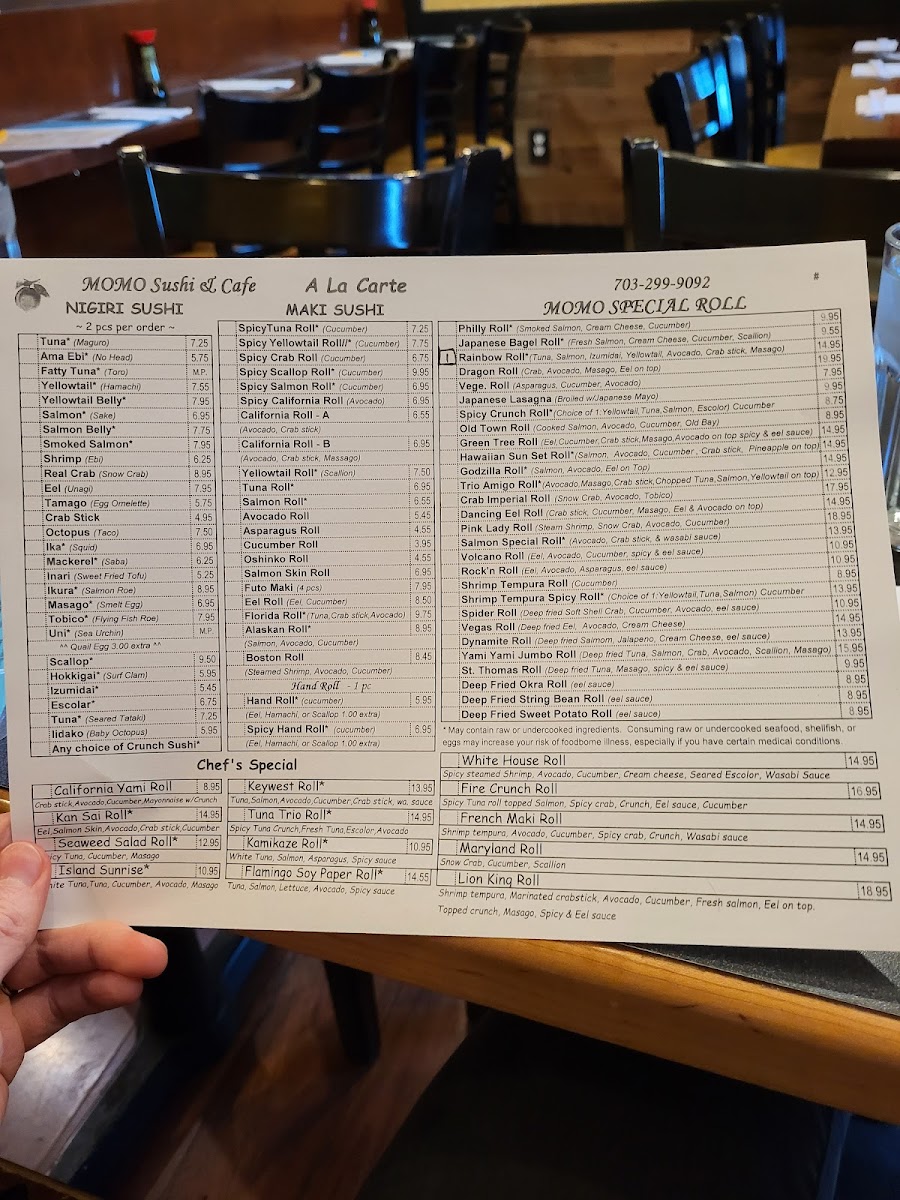 MOMO Sushi & Cafe
A La Carte
703-299-9092
#
NIGIRI SUSHI
~ 2 pcs per order ~
Tuna* (Maguro) 7.25
Ama Ebi* (No Head) 5.75
Fatty Tuna* (Toro) M.P.
Yellowtail* (Hamachi) 7.55
Yellowtail Belly* 7.95
Salmon* (Sake) 6.95
Salmon Belly* 7.75
Smoked Salmon* 7.95
Shrimp (Ebi) 6.25
Real Crab (Snow Crab) 8.95
Eel (Unagi) 7.95
Tamago (Egg Omelette) 5.75
Crab Stick 4.95
Octopus (Taco) 7.50
Ika* (Squid) 6.95
Mackerel* (Saba) 6.25
Inari (Sweet Fried Tofu) 5.25
Ikura* (Salmon Roe) 8.95
Masago* (Smelt Egg) 6.95
Tobico* (Flying Fish Roe) 7.95
Uni* (Sea Urchin) M.P.
^^ Quail Egg 3.00 extra ^^
Scallop* 9.50
Hokkigai* (Surf Clam) 5.95
Izumidai* 5.45
Escolar* 6.75
Tuna* (Seared Tataki) 7.25
Iidako (Baby Octopus) 5.95
Any choice of Crunch Sushi*
MAKI SUSHI
SpicyTuna Roll* (Cucumber) 7.25
Spicy Yellowtail Roll//* (Cucumber) 7.75
Spicy Crab Roll (Cucumber) 6.75
Spicy Scallop Roll* (Cucumber) 9.95
Spicy Salmon Roll* (Cucumber) 6.95
Spicy California Roll (Avocado) 6.95
California Roll - A 6.55
(Avocado, Crab stick)
California Roll - B 6.95
(Avocado, Crab stick, Massago)
Yellowtail Roll* (Scallion) 7.50
Tuna Roll* 6.95
Salmon Roll* 6.55
Avocado Roll 5.45
Asparagus Roll 4.55
Cucumber Roll 3.95
Oshinko Roll 4.55
Salmon Skin Roll 6.95
Futo Maki (4 pcs) 7.95
Eel Roll (Eel, Cucumber) 8.50
Florida Roll* (Tuna,Crab stick,Avocado) 9.75
Alaskan Roll* 8.95
(Salmon, Avocado, Cucumber)
Boston Roll 8.45
(Steamed Shrimp, Avocado, Cucumber)
Hand Roll - 1 pc
Hand Roll* (cucumber) 5.95
(Eel, Hamachi, or Scallop 1.00 extra)
Spicy Hand Roll* (cucumber) 6.95
(Eel, Hamachi, or Scallop 1.00 extra)
MOMO SPECIAL ROLL
Philly Roll* (Smoked Salmon, Cream Cheese, Cucumber) 9.95
Japanese Bagel Roll* (Fresh Salmon, Cream Cheese, Cucumber, Scallion) 9.55
1 Rainbow Roll*(Tuna, Salmon, Izumidai, Yellowtail, Avocado, Crab stick, Masago) 14.95
Dragon Roll (Crab, Avocado, Masago, Eel on top) 19.95
Vege. Roll (Asparagus, Cucumber, Avocado) 7.95
Japanese Lasagna (Broiled w/Japanese Mayo) 9.95
Spicy Crunch Roll*(Choice of 1:Yellowtail,Tuna,Salmon, Escolor) Cucumber 8.75
Old Town Roll (Cooked Salmon, Avocado, Cucumber, Old Bay) 8.95
Green Tree Roll (Eel,Cucumber,Crab stick,Masago,Avocado on top spicy & eel sauce) 14.95
Hawaiian Sun Set Roll*(Salmon, Avocado, Cucumber , Crab stick, Pineapple on top) 14.95
Godzilla Roll* (Salmon, Avocado, Eel on Top) 14.95
Trio Avocado Roll*(Avocado,Masago,Crab stick,Chopped Tuna,Salmon,Yellowtail on top) 12.95
Crab Imperial Roll (Snow Crab, Avocado, Tobico) 17.95
Dancing Eel Roll (Crab stick, Cucumber, Masago, Eel & Avocado on top) 14.95
Pink Lady Roll (Steam Shrimp, Snow Crab, Avocado, Cucumber) 18.95
Salmon Special Roll* (Avocado, Crab stick, & wasabi sauce) 13.95
Volcano Roll (Eel, Avocado, Cucumber, spicy & eel sauce) 10.95
Rock'n Roll (Eel, Avocado, Asparagus, eel sauce) 10.95
Shrimp Tempura Roll (Cucumber) 8.95
Shrimp Tempura Spicy Roll* (Choice of 1:Yellowtail,Tuna,Salmon) Cucumber 13.95
Spider Roll (Deep fried Soft Shell Crab, Cucumber, Avocado, eel sauce) 10.95
Vegas Roll (Deep fried Eel, Avocado, Cream Cheese) 14.95
Dynamite Roll (Deep fried Salmom, Jalapeno, Cream Cheese, eel sauce) 13.95
Yami Yami Jumbo Roll (Deep fried Tuna, Salmon, Crab, Avocado, Scallion, Masago) 15.95
St. Thomas Roll (Deep fried Tuna, Masago, spicy & eel sauce) 9.95
Deep Fried Okra Roll (eel sauce) 8.95
Deep Fried String Bean Roll (eel sauce) 8.95
Deep Fried Sweet Potato Roll (eel sauce) 8.95
* May contain raw or undercooked ingredients. Consuming raw or undercooked seafood, shellfish,
or eggs may increase your risk of foodborne illness, especially if you have certain medical conditions.
Chef's Special
California Yami Roll 8.95
Crab stick,Avocado,Cucumber,Mayonnaise w/Crunch
Kan Sai Roll* 14.95
Eel,Salmon Skin,Avocado,Crab stick,Cucumber
Seaweed Salad Roll* 12.95
Tuna, Cucumber, Masago
Island Sunrise* 10.95
Tuna,Tuna, Cucumber, Avocado, Masago
Keywest Roll* 13.95
Tuna,Salmon,Avocado,Cucumber,Crab stick, wa. sauce
Tuna Trio Roll* 14.95
Spicy Tuna Crunch,Fresh Tuna,Escolor,Avocado
Kamikaze Roll* 10.95
White Tuna, Salmon, Asparagus, Spicy sauce
Flamingo Soy Paper Roll* 14.55
Tuna, Salmon, Lettuce, Avocado, Spicy sauce
White House Roll 14.95
Spicy steamed Shrimp, Avocado, Cucumber, Cream cheese, Seared Escolor, Wasabi Sauce
Fire Crunch Roll 16.95
Spicy Tuna roll topped Salmon, Spicy crab, Crunch, Eel sauce, Cucumber
French Maki Roll 14.95
Shrimp tempura, Avocado, Cucumber, Spicy crab, Crunch, Wasabi sauce
Maryland Roll 14.95
Snow Crab, Cucumber, Scallion
Lion King Roll 18.95
Shrimp tempura, Marinated crabstick, Avocado, Cucumber, Fresh salmon, Eel on top.
Topped crunch, Masago, Spicy & Eel sauce